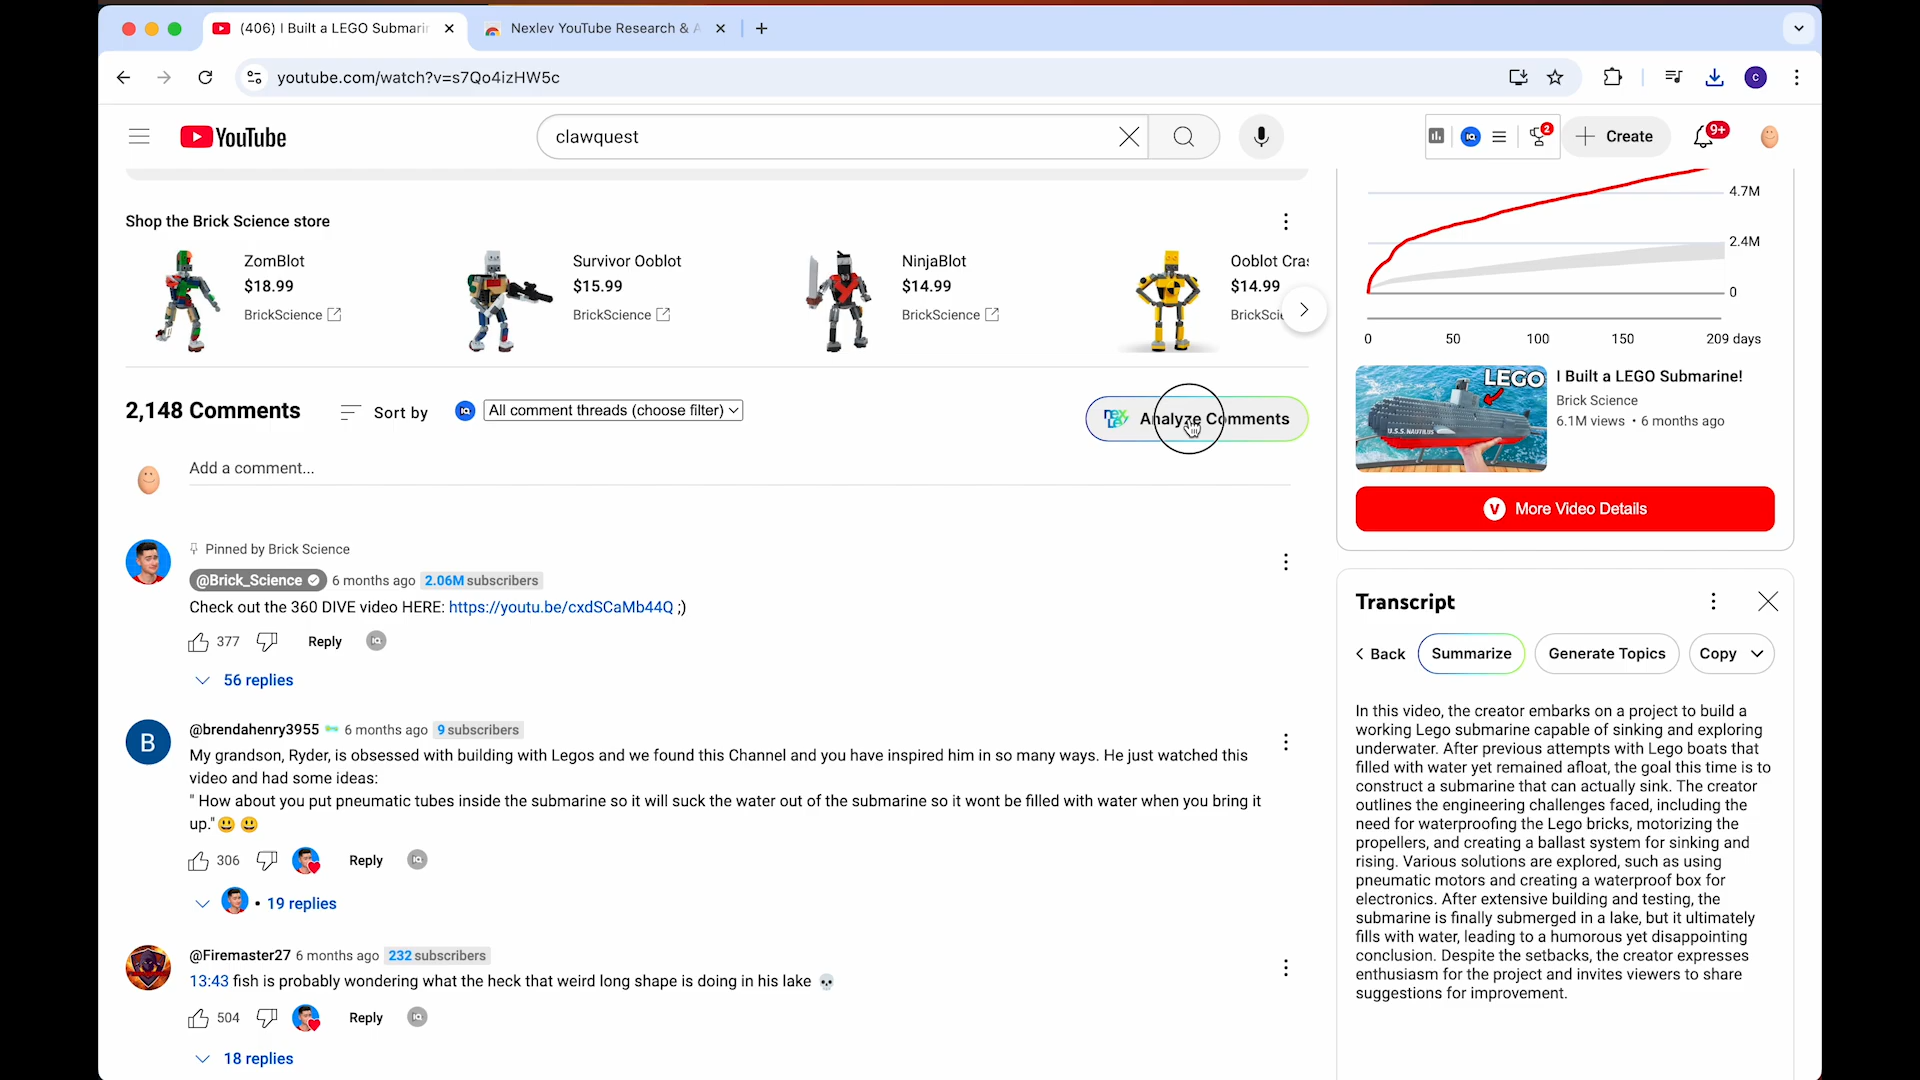 (406) I Built a LEGO Submarin
Nexlev YouTube Research & A
youtube.com/watch?v=s7Qo4izHW5c
C
YouTube
clawquest
IQ
2
Create
9+
Shop the Brick Science store
ZomBlot
$18.99
BrickScience
Survivor Ooblot
$15.99
BrickScience
NinjaBlot
$14.99
BrickScience
Ooblot Cra
$14.99
BrickSci
4.7M
2.4M
0
0 50 100 150 209 days
LEGO
U.S.S. NAUTILUS
I Built a LEGO Submarine!
Brick Science
6.1M views • 6 months ago
V More Video Details
2,148 Comments
Sort by
IQ
All comment threads (choose filter)
nex
Lev
Analyze Comments
Add a comment...
Pinned by Brick Science
@Brick_Science 6 months ago 2.06M subscribers
Check out the 360 DIVE video HERE: https://youtu.be/cxdSCaMb44Q ;)
377 Reply IQ
56 replies
B
@brendahenry3955 6 months ago 9 subscribers
My grandson, Ryder, is obsessed with building with Legos and we found this Channel and you have inspired him in so many ways. He just watched this
video and had some ideas:
" How about you put pneumatic tubes inside the submarine so it will suck the water out of the submarine so it wont be filled with water when you bring it
up."😃 😃
306 Reply IQ
• 19 replies
@Firemaster27 6 months ago 232 subscribers
13:43 fish is probably wondering what the heck that weird long shape is doing in his lake 💀
504 Reply IQ
18 replies
Transcript
Back Summarize Generate Topics Copy
In this video, the creator embarks on a project to build a
working Lego submarine capable of sinking and exploring
underwater. After previous attempts with Lego boats that
filled with water yet remained afloat, the goal this time is to
construct a submarine that can actually sink. The creator
outlines the engineering challenges faced, including the
need for waterproofing the Lego bricks, motorizing the
propellers, and creating a ballast system for sinking and
rising. Various solutions are explored, such as using
pneumatic motors and creating a waterproof box for
electronics. After extensive building and testing, the
submarine is finally submerged in a lake, but it ultimately
fills with water, leading to a humorous yet disappointing
conclusion. Despite the setbacks, the creator expresses
enthusiasm for the project and invites viewers to share
suggestions for improvement.